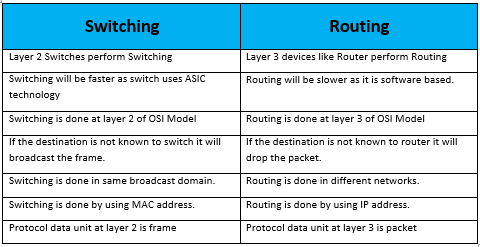 Switching
Routing
Layer 2 Switches perform Switching
Layer 3 devices like Router perform Routing
Switching will be faster as switch uses ASIC
technology
Routing will be slower as it is software based.
Switching is done at layer 2 of OSI Model
Routing is done at layer 3 of OSI Model
If the destination is not known to switch it will
broadcast the frame.
If the destination is not known to router it will
drop the packet.
Switching is done in same broadcast domain.
Routing is done in different networks.
Switching is done by using MAC address.
Routing is done by using IP address.
Protocol data unit at layer 2 is frame
Protocol data unit at layer 3 is packet